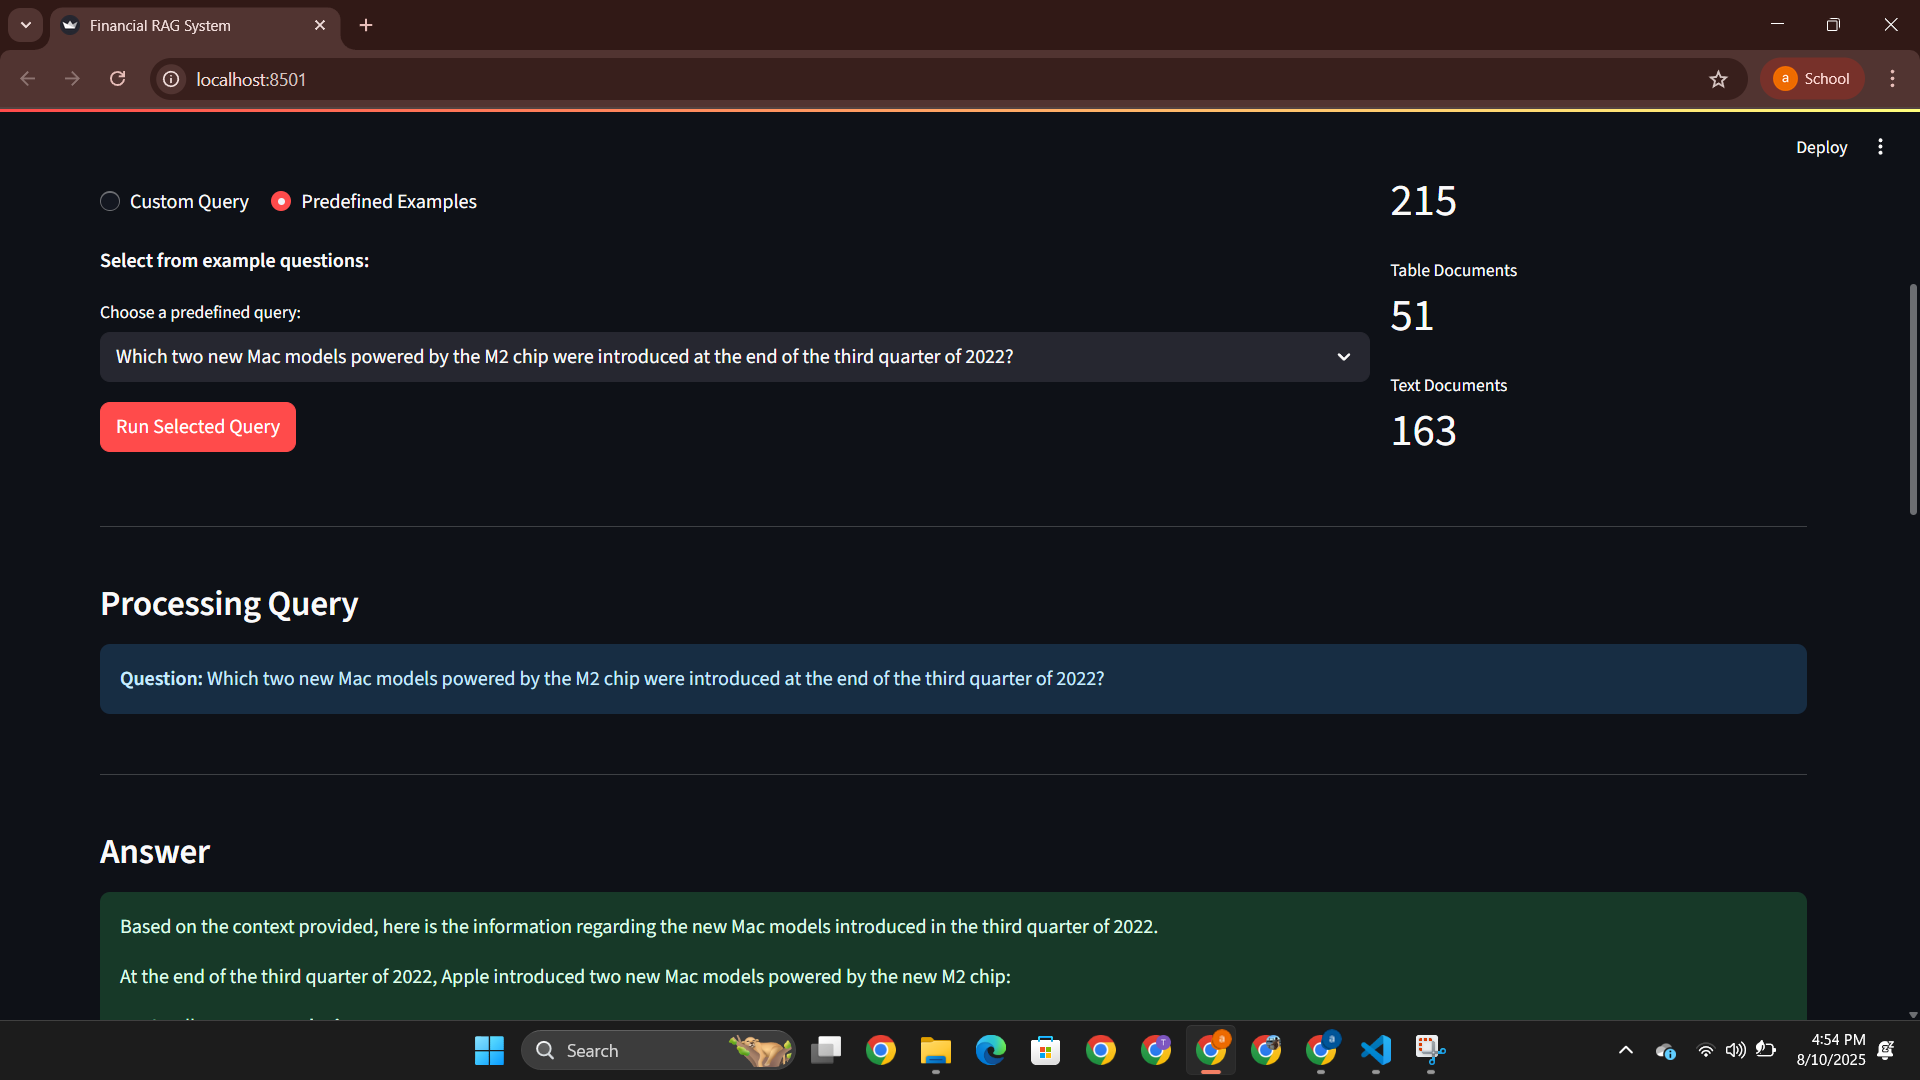 Financial RAG System
localhost:8501
a School
Deploy
Custom Query Predefined Examples
215
Select from example questions:
Table Documents
Choose a predefined query:
51
Which two new Mac models powered by the M2 chip were introduced at the end of the third quarter of 2022?
Text Documents
Run Selected Query
163
Processing Query
Question: Which two new Mac models powered by the M2 chip were introduced at the end of the third quarter of 2022?
Answer
Based on the context provided, here is the information regarding the new Mac models introduced in the third quarter of 2022.
At the end of the third quarter of 2022, Apple introduced two new Mac models powered by the new M2 chip:
Search
T
a
a
4:54 PM
8/10/2025